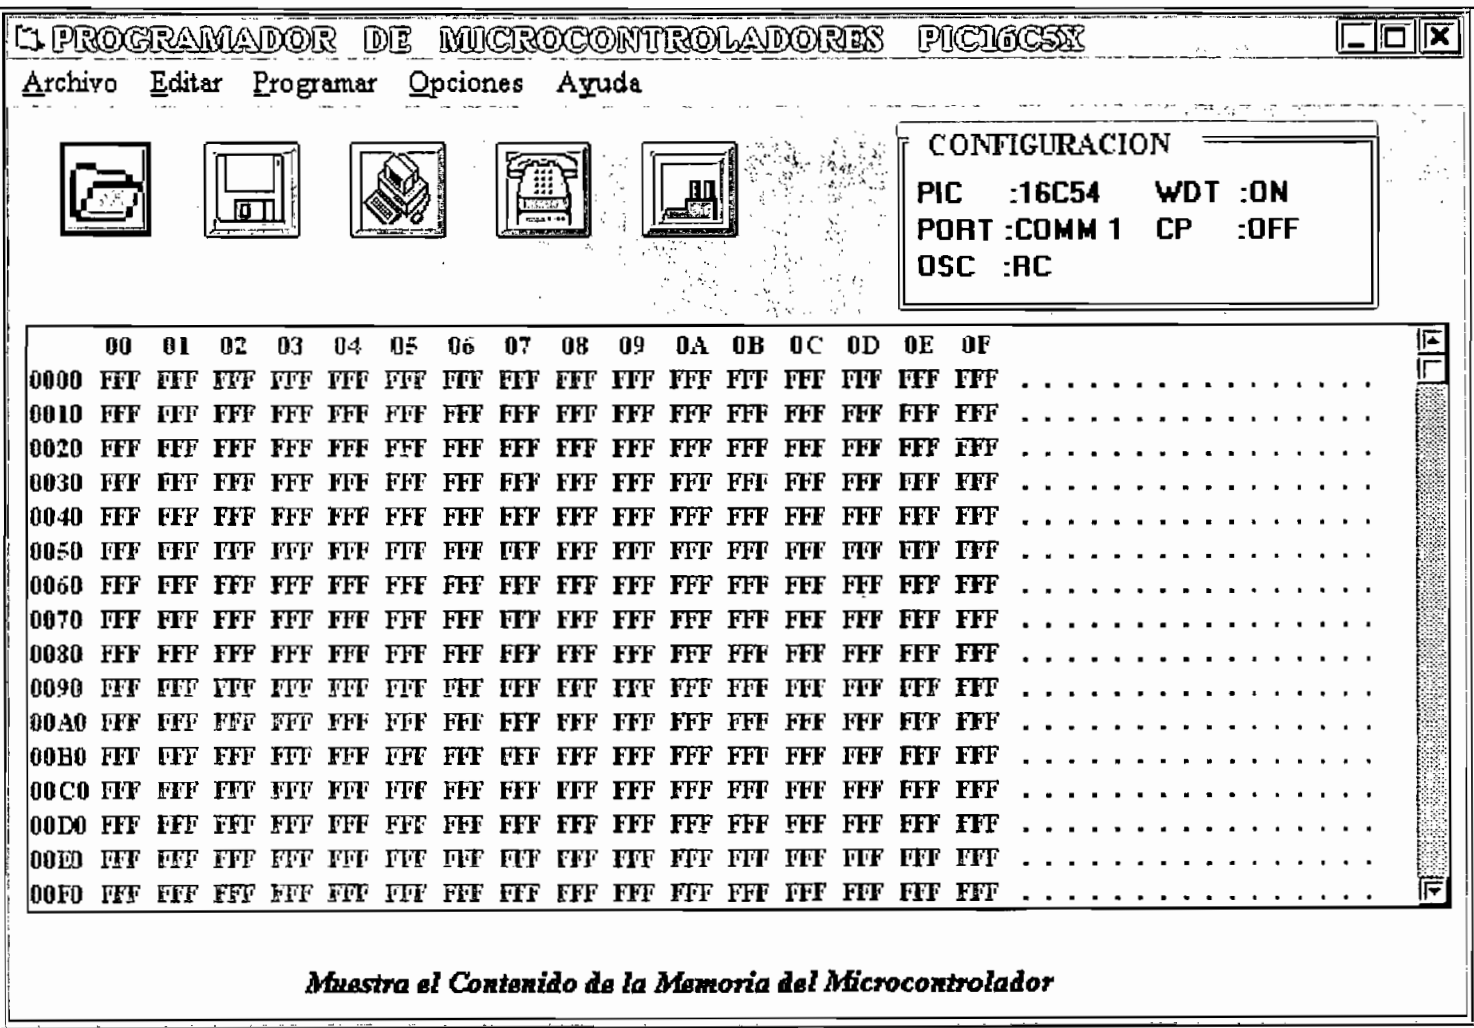 PROGRAMADOR DE MICROCONTROLADORES PIC16C5X
Archivo Editar Programar Opciones Ayuda
CONFIGURACION
PIC :16C54 WDT :ON
PORT :COMM 1 CP :OFF
OSC :RC
00 01 02 03 04 05 06 07 08 09 0A 0B 0C 0D 0E 0F
0000 FFF FFF FFF FFF FFF FFF FFF FFF FFF FFF FFF FFF FFF FFF FFF FFF . . . . . . . . . . . . . . . .
0010 FFF FFF FFF FFF FFF FFF FFF FFF FFF FFF FFF FFF FFF FFF FFF FFF . . . . . . . . . . . . . . . .
0020 FFF FFF FFF FFF FFF FFF FFF FFF FFF FFF FFF FFF FFF FFF FFF FFF . . . . . . . . . . . . . . . .
0030 FFF FFF FFF FFF FFF FFF FFF FFF FFF FFF FFF FFF FFF FFF FFF FFF . . . . . . . . . . . . . . . .
0040 FFF FFF FFF FFF FFF FFF FFF FFF FFF FFF FFF FFF FFF FFF FFF FFF . . . . . . . . . . . . . . . .
0050 FFF FFF FFF FFF FFF FFF FFF FFF FFF FFF FFF FFF FFF FFF FFF FFF . . . . . . . . . . . . . . . .
0060 FFF FFF FFF FFF FFF FFF FFF FFF FFF FFF FFF FFF FFF FFF FFF FFF . . . . . . . . . . . . . . . .
0070 FFF FFF FFF FFF FFF FFF FFF FFF FFF FFF FFF FFF FFF FFF FFF FFF . . . . . . . . . . . . . . . .
0080 FFF FFF FFF FFF FFF FFF FFF FFF FFF FFF FFF FFF FFF FFF FFF FFF . . . . . . . . . . . . . . . .
0090 FFF FFF FFF FFF FFF FFF FFF FFF FFF FFF FFF FFF FFF FFF FFF FFF . . . . . . . . . . . . . . . .
00A0 FFF FFF FFF FFF FFF FFF FFF FFF FFF FFF FFF FFF FFF FFF FFF FFF . . . . . . . . . . . . . . . .
00B0 FFF FFF FFF FFF FFF FFF FFF FFF FFF FFF FFF FFF FFF FFF FFF FFF . . . . . . . . . . . . . . . .
00C0 FFF FFF FFF FFF FFF FFF FFF FFF FFF FFF FFF FFF FFF FFF FFF FFF . . . . . . . . . . . . . . . .
00D0 FFF FFF FFF FFF FFF FFF FFF FFF FFF FFF FFF FFF FFF FFF FFF FFF . . . . . . . . . . . . . . . .
00E0 FFF FFF FFF FFF FFF FFF FFF FFF FFF FFF FFF FFF FFF FFF FFF FFF . . . . . . . . . . . . . . . .
00F0 FFF FFF FFF FFF FFF FFF FFF FFF FFF FFF FFF FFF FFF FFF FFF FFF . . . . . . . . . . . . . . . .
Muestra el Contenido de la Memoria del Microcontrolador